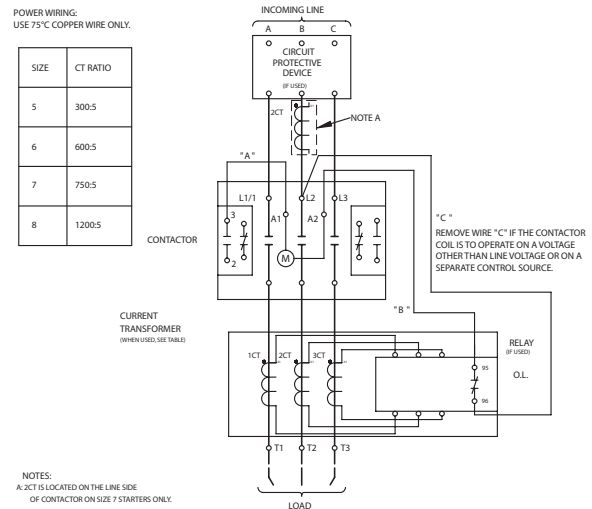 POWER WIRING:
USE 75°C COPPER WIRE ONLY.
SIZE CT RATIO
5 300:5
6 600:5
7 750:5
8 1200:5
INCOMING LINE
A B C
CIRCUIT
PROTECTIVE
DEVICE
(IF USED)
2CT
NOTE A
"A"
L1/1 L2 L3
3
A1 A2
CONTACTOR
2
M
"C"
REMOVE WIRE "C" IF THE CONTACTOR
COIL IS TO OPERATE ON A VOLTAGE
OTHER THAN LINE VOLTAGE OR ON A
SEPARATE CONTROL SOURCE.
"B"
CURRENT
TRANSFORMER
(WHEN USED, SEE TABLE)
1CT 2CT 3CT
RELAY
(IF USED)
O.L.
95
96
T1 T2 T3
LOAD
NOTES:
A: 2CT IS LOCATED ON THE LINE SIDE
OF CONTACTOR ON SIZE 7 STARTERS ONLY.